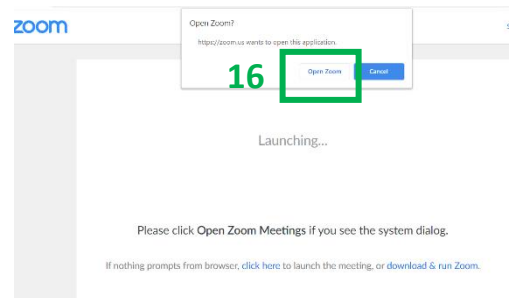 zoom
Open Zoom?
https://zoom.us wants to open this application.
16
Open Zoom Cancel
Launching...
Please click Open Zoom Meetings if you see the system dialog.
If nothing prompts from browser, click here to launch the meeting, or download & run Zoom.